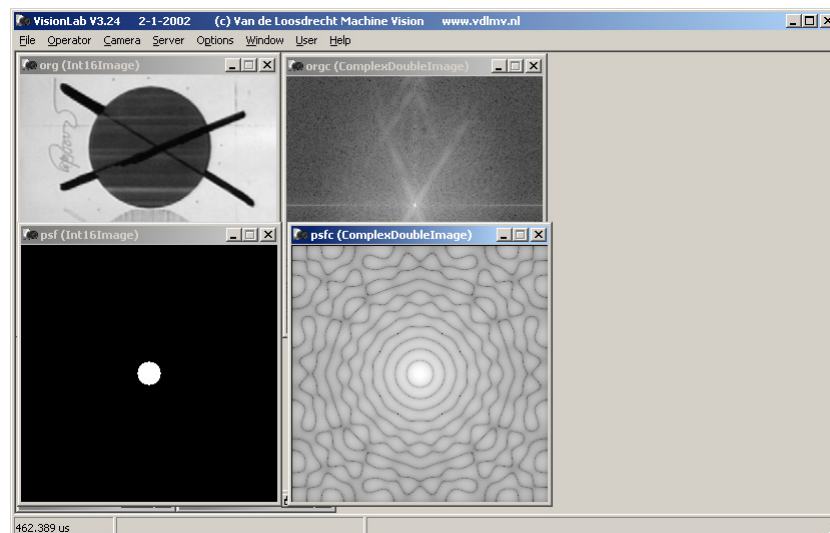 VisionLab V3.24 2-1-2002 (c) Van de Loosdrecht Machine Vision www.vdlmv.nl
File Operator Camera Server Options Window User Help
org (Int16Image)
orgc (ComplexDoubleImage)
psf (Int16Image)
psfc (ComplexDoubleImage)
462.389 us